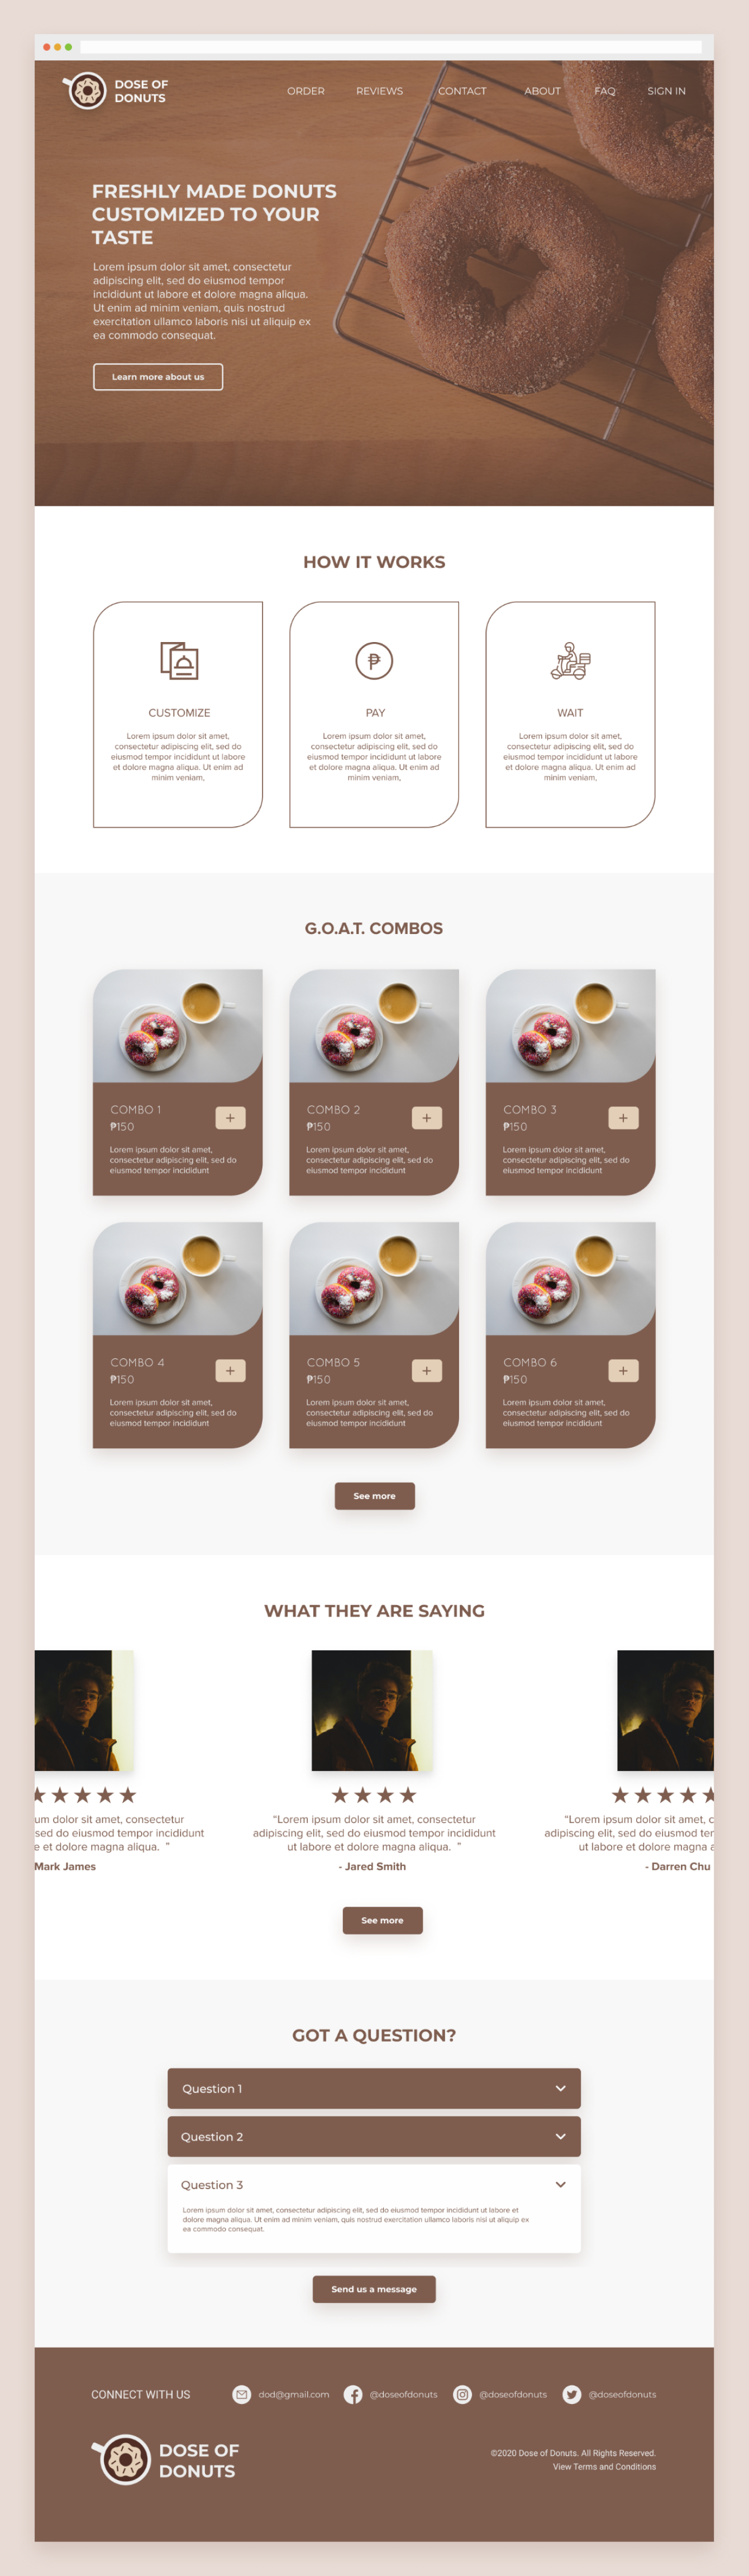 DOSE OF
DONUTS
ORDER REVIEWS CONTACT ABOUT FAQ SIGN IN
FRESHLY MADE DONUTS
CUSTOMIZED TO YOUR
TASTE
Lorem ipsum dolor sit amet, consectetur
adipiscing elit, sed do eiusmod tempor
incididunt ut labore et dolore magna aliqua.
Ut enim ad minim veniam, quis nostrud
exercitation ullamco laboris nisi ut aliquip ex
ea commodo consequat.
Learn more about us
HOW IT WORKS
₱
CUSTOMIZE
Lorem ipsum dolor sit amet,
consectetur adipiscing elit, sed do
eiusmod tempor incididunt ut labore
et dolore magna aliqua. Ut enim ad
minim veniam,
PAY
Lorem ipsum dolor sit amet,
consectetur adipiscing elit, sed do
eiusmod tempor incididunt ut labore
et dolore magna aliqua. Ut enim ad
minim veniam,
WAIT
Lorem ipsum dolor sit amet,
consectetur adipiscing elit, sed do
eiusmod tempor incididunt ut labore
et dolore magna aliqua. Ut enim ad
minim veniam,
G.O.A.T. COMBOS
COMBO 1
₱150
+
Lorem ipsum dolor sit amet,
consectetur adipiscing elit, sed do
eiusmod tempor incididunt
COMBO 2
₱150
+
Lorem ipsum dolor sit amet,
consectetur adipiscing elit, sed do
eiusmod tempor incididunt
COMBO 3
₱150
+
Lorem ipsum dolor sit amet,
consectetur adipiscing elit, sed do
eiusmod tempor incididunt
COMBO 4
₱150
+
Lorem ipsum dolor sit amet,
consectetur adipiscing elit, sed do
eiusmod tempor incididunt
COMBO 5
₱150
+
Lorem ipsum dolor sit amet,
consectetur adipiscing elit, sed do
eiusmod tempor incididunt
COMBO 6
₱150
+
Lorem ipsum dolor sit amet,
consectetur adipiscing elit, sed do
eiusmod tempor incididunt
See more
WHAT THEY ARE SAYING
um dolor sit amet, consectetur
sed do eiusmod tempor incididunt
e et dolore magna aliqua. ”
Mark James
“Lorem ipsum dolor sit amet, consectetur
adipiscing elit, sed do eiusmod tempor incididunt
ut labore et dolore magna aliqua. ”
- Jared Smith
“Lorem ipsum dolor sit amet, c
adipiscing elit, sed do eiusmod ter
ut labore et dolore magna a
- Darren Chu
See more
GOT A QUESTION?
Question 1
Question 2
Question 3
Lorem ipsum dolor sit amet, consectetur adipiscing elit, sed do eiusmod tempor incididunt ut labore et
dolore magna aliqua. Ut enim ad minim veniam, quis nostrud exercitation ullamco laboris nisi ut aliquip ex
ea commodo consequat.
Send us a message
CONNECT WITH US dod@gmail.com @doseofdonuts @doseofdonuts @doseofdonuts
DOSE OF
DONUTS
©2020 Dose of Donuts. All Rights Reserved.
View Terms and Conditions